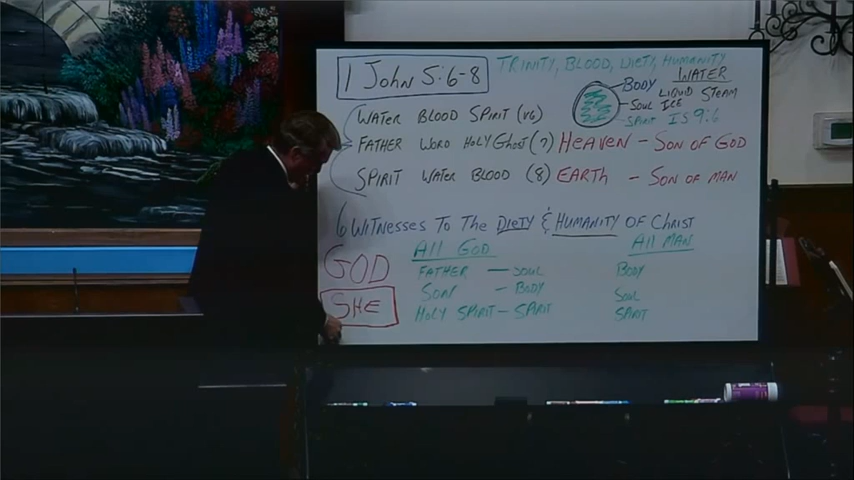 1 John 5:6-8
TRINITY, BLOOD, DIETY, HUMANITY
WATER
BODY LIQUID STEAM
SOUL ICE
SPIRIT IS 9:6
WATER BLOOD SPIRIT (V6)
FATHER WORD HOLY GHOST (7) HEAVEN - SON OF GOD
SPIRIT WATER BLOOD (8) EARTH - SON OF MAN
6 WITNESSES TO THE DIETY & HUMANITY OF CHRIST
GOD
SHE
All GOD
FATHER - SOUL
SON - BODY
HOLY SPIRIT - SPIRIT
All MAN
BODY
SOUL
SPIRIT